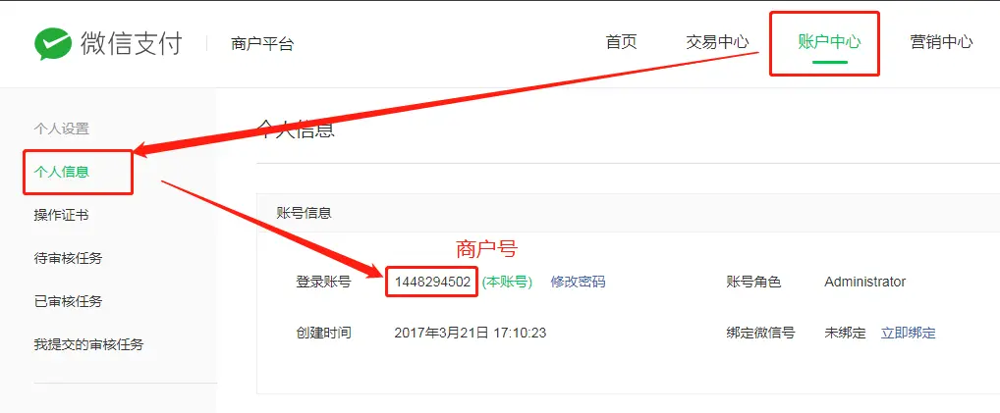 微信支付 商户平台 首页 交易中心 账户中心 营销中心
个人设置
个人信息
操作证书
待审核任务
已审核任务
我提交的审核任务
个人信息
账号信息
商户号
登录账号 1448294502 (本账号) 修改密码 账号角色 Administrator
创建时间 2017年3月21日 17:10:23 绑定微信号 未绑定 立即绑定